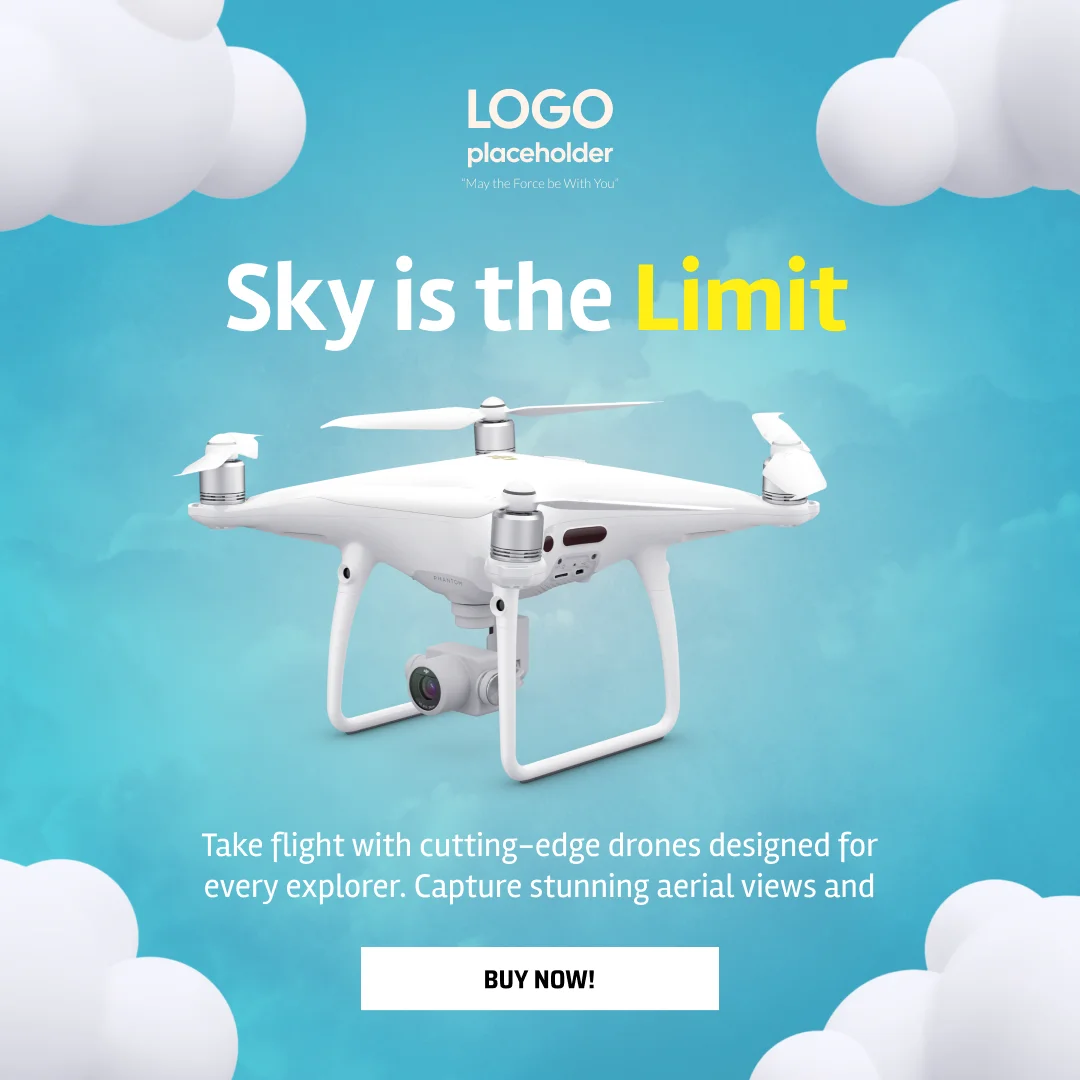 LOGO
placeholder
"May the Force be With You"
Sky is the Limit
PHANTOM
Take flight with cutting-edge drones designed for
every explorer. Capture stunning aerial views and
BUY NOW!